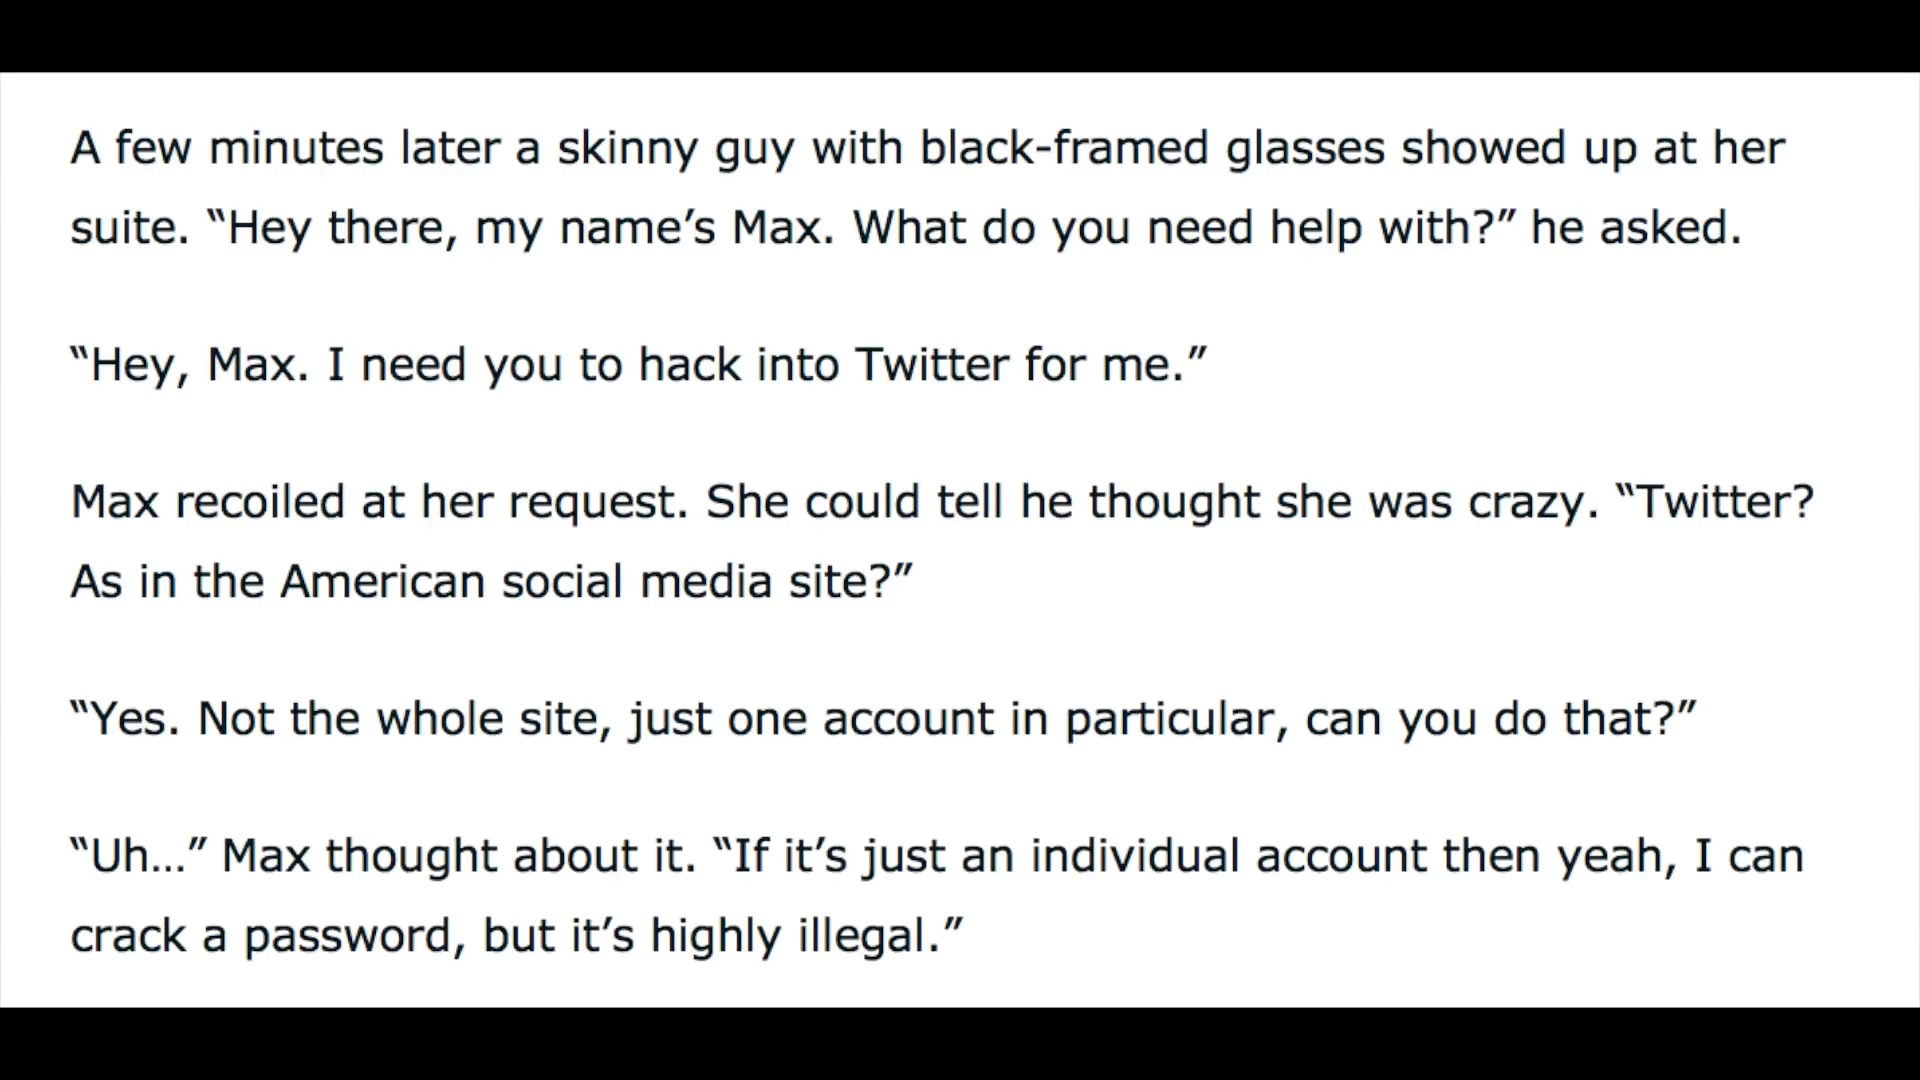 A few minutes later a skinny guy with black-framed glasses showed up at her
suite. “Hey there, my name’s Max. What do you need help with?” he asked.
“Hey, Max. I need you to hack into Twitter for me.”
Max recoiled at her request. She could tell he thought she was crazy. “Twitter?
As in the American social media site?”
“Yes. Not the whole site, just one account in particular, can you do that?”
“Uh…” Max thought about it. “If it’s just an individual account then yeah, I can
crack a password, but it’s highly illegal.”